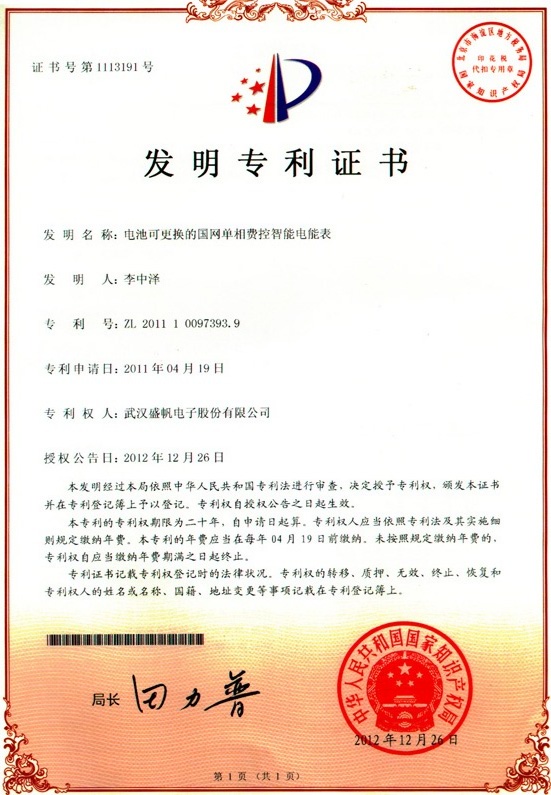 证书号第1113191号
北京市海淀区地方税务局
印花税
代扣专用章
国家知识产权局
发明专利证书
发明名称：电池可更换的国网单相费控智能电能表
发明人：李中泽
专利号：ZL 2011 1 0097393.9
专利申请日：2011年04月19日
专利权人：武汉盛帆电子股份有限公司
授权公告日：2012年12月26日
本发明经过本局依照中华人民共和国专利法进行审查，决定授予专利权，颁发本证书
并在专利登记簿上予以登记。专利权自授权公告之日起生效。
本专利的专利权期限为二十年，自申请日起算。专利权人应当依照专利法及其实施细
则规定缴纳年费。本专利的年费应当在每年04月19日前缴纳。未按照规定缴纳年费的，
专利权自应当缴纳年费期满之日起终止。
专利证书记载专利权登记时的法律状况。专利权的转移、质押、无效、终止、恢复和
专利权人的姓名或名称、国籍、地址变更等事项记载在专利登记簿上。
局长 田力普
中华人民共和国国家知识产权局
2012年12月26日
第1页（共1页）